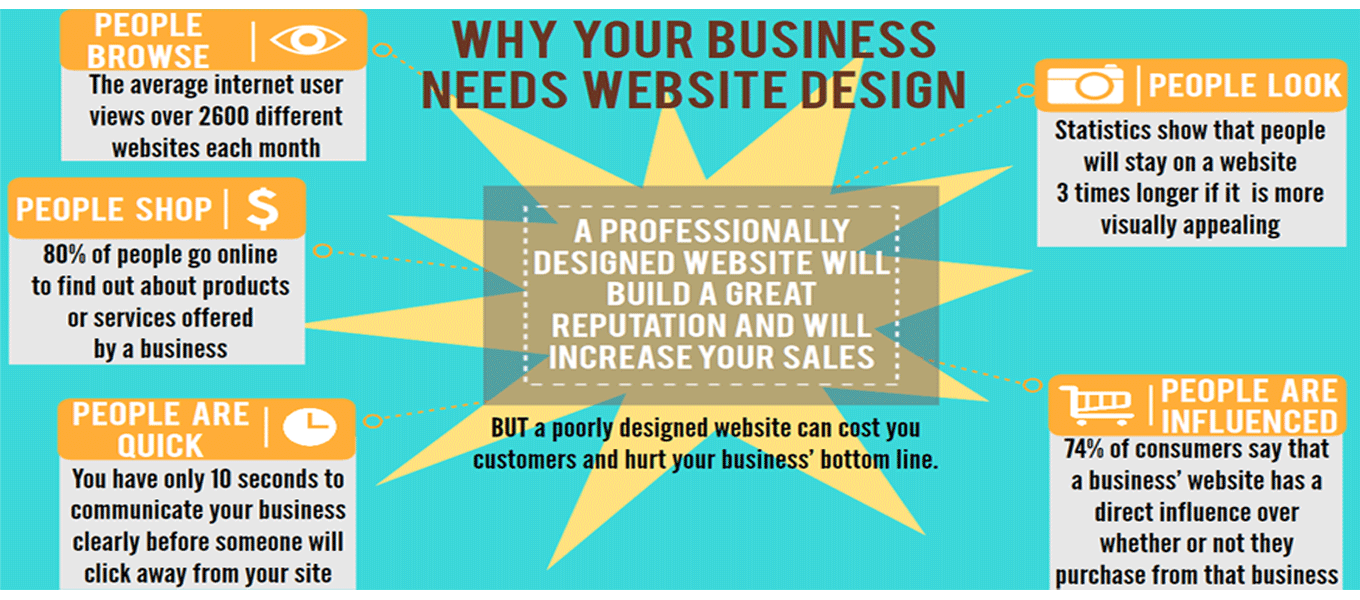 WHY YOUR BUSINESS
NEEDS WEBSITE DESIGN
PEOPLE
BROWSE
The average internet user
views over 2600 different
websites each month
PEOPLE SHOP
$
80% of people go online
to find out about products
or services offered
by a business
PEOPLE ARE
QUICK
You have only 10 seconds to
communicate your business
clearly before someone will
click away from your site
A PROFESSIONALLY
DESIGNED WEBSITE WILL
BUILD A GREAT
REPUTATION AND WILL
INCREASE YOUR SALES
BUT a poorly designed website can cost you
customers and hurt your business’ bottom line.
PEOPLE LOOK
Statistics show that people
will stay on a website
3 times longer if it is more
visually appealing
PEOPLE ARE
INFLUENCED
74% of consumers say that
a business’ website has a
direct influence over
whether or not they
purchase from that business